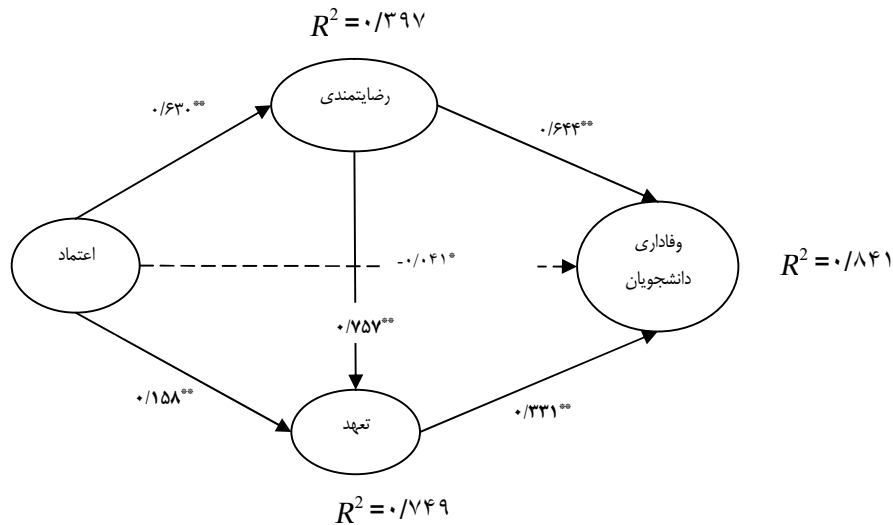 R² = ۰/۳۹۷
رضایتمندی
۰/۶۳۰**
۰/۶۴۴**
اعتماد
-۰/۰۴۱*
وفاداری
دانشجویان
R² = ۰/۸۴۱
۰/۷۵۷**
۰/۱۵۸**
تعهد
۰/۳۳۱**
R² = ۰/۷۴۹